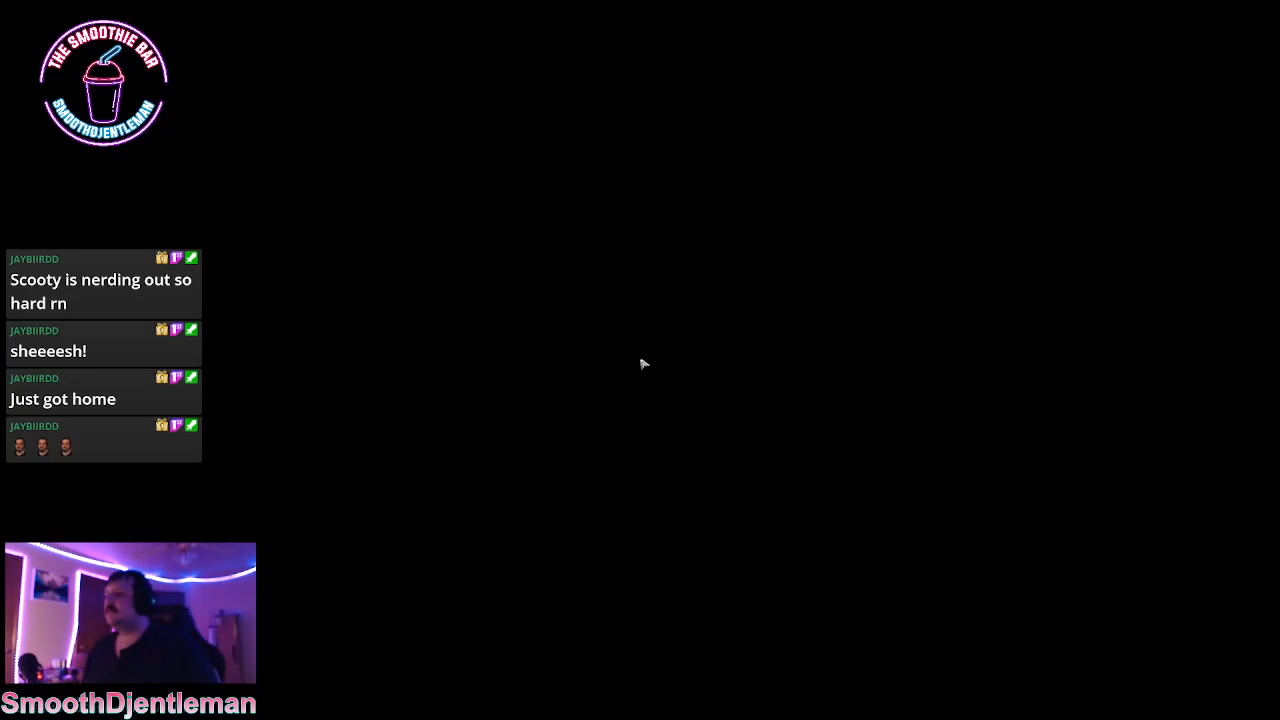 THE SMOOTHIE BAR
SMOOTHDJENTLEMAN
JAYBIIRDD
Scooty is nerding out so
hard rn
JAYBIIRDD
sheeeesh!
JAYBIIRDD
Just got home
JAYBIIRDD
SmoothDjentleman